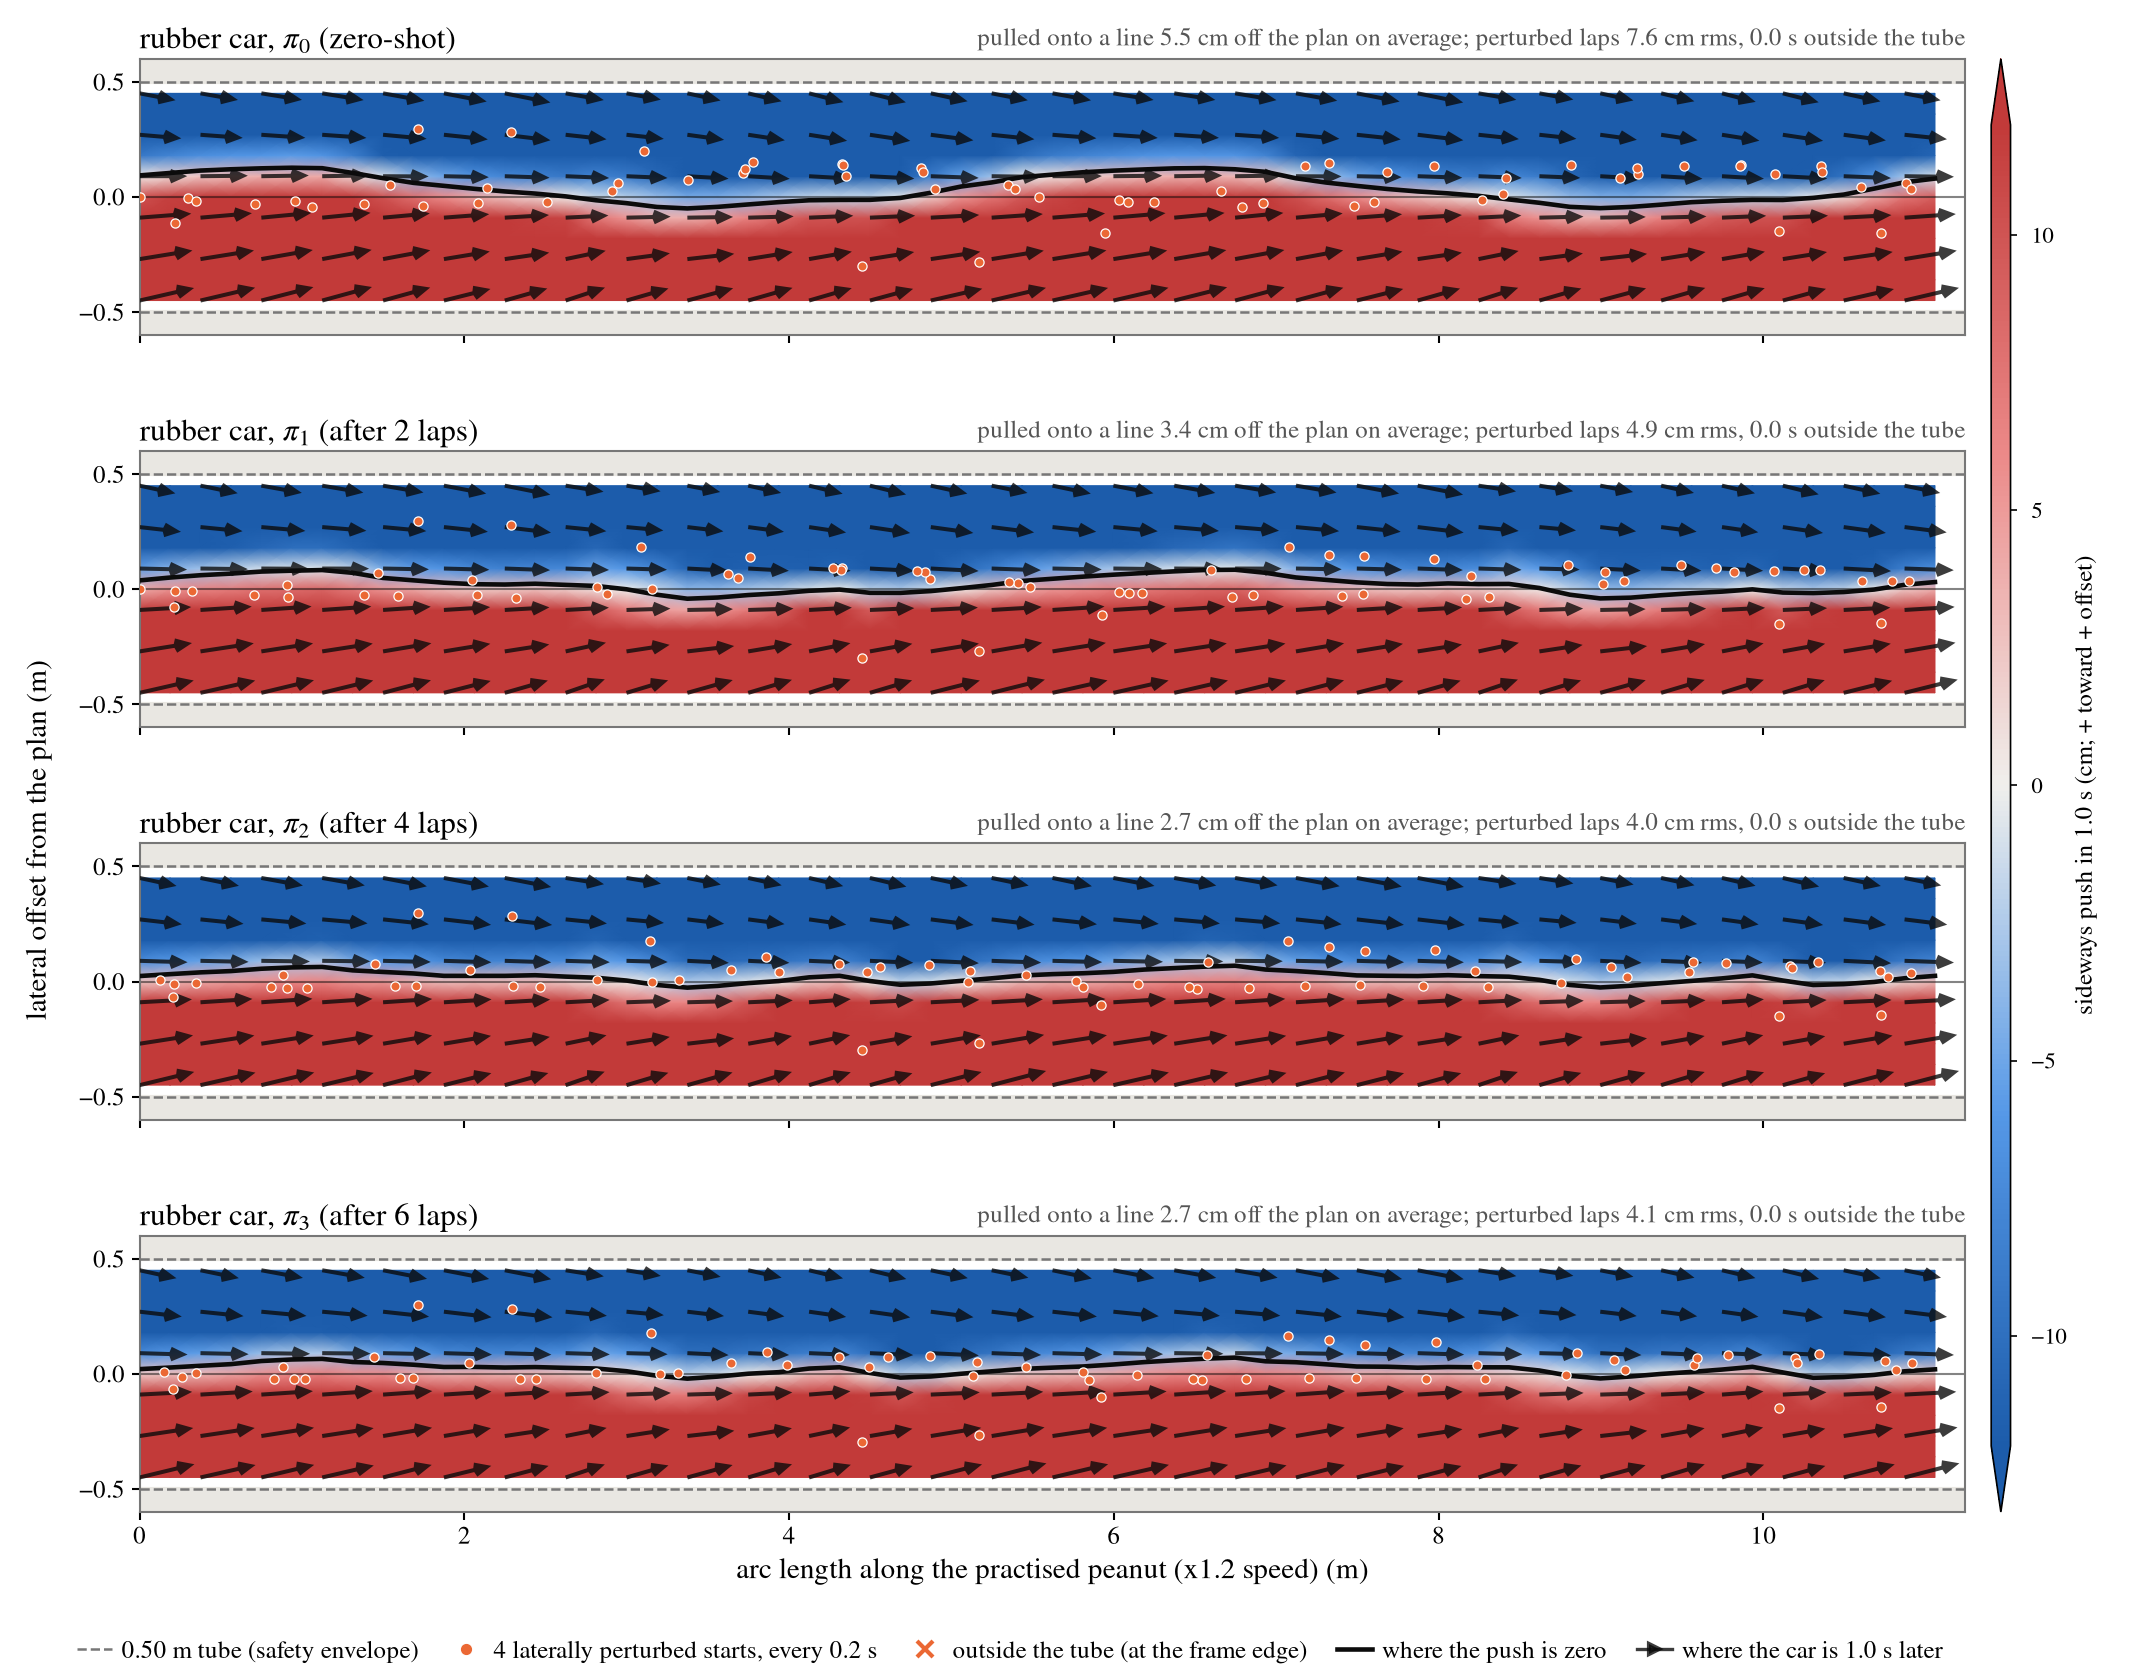 rubber car, π0 (zero-shot)
pulled onto a line 5.5 cm off the plan on average; perturbed laps 7.6 cm rms, 0.0 s outside the tube
0.5
0.0
−0.5
rubber car, π1 (after 2 laps)
pulled onto a line 3.4 cm off the plan on average; perturbed laps 4.9 cm rms, 0.0 s outside the tube
0.5
0.0
−0.5
rubber car, π2 (after 4 laps)
pulled onto a line 2.7 cm off the plan on average; perturbed laps 4.0 cm rms, 0.0 s outside the tube
0.5
0.0
−0.5
rubber car, π3 (after 6 laps)
pulled onto a line 2.7 cm off the plan on average; perturbed laps 4.1 cm rms, 0.0 s outside the tube
0.5
0.0
−0.5
0 2 4 6 8 10
arc length along the practised peanut (x1.2 speed) (m)
lateral offset from the plan (m)
10
5
0
−5
−10
sideways push in 1.0 s (cm; + toward + offset)
0.50 m tube (safety envelope)
4 laterally perturbed starts, every 0.2 s
outside the tube (at the frame edge)
where the push is zero
where the car is 1.0 s later